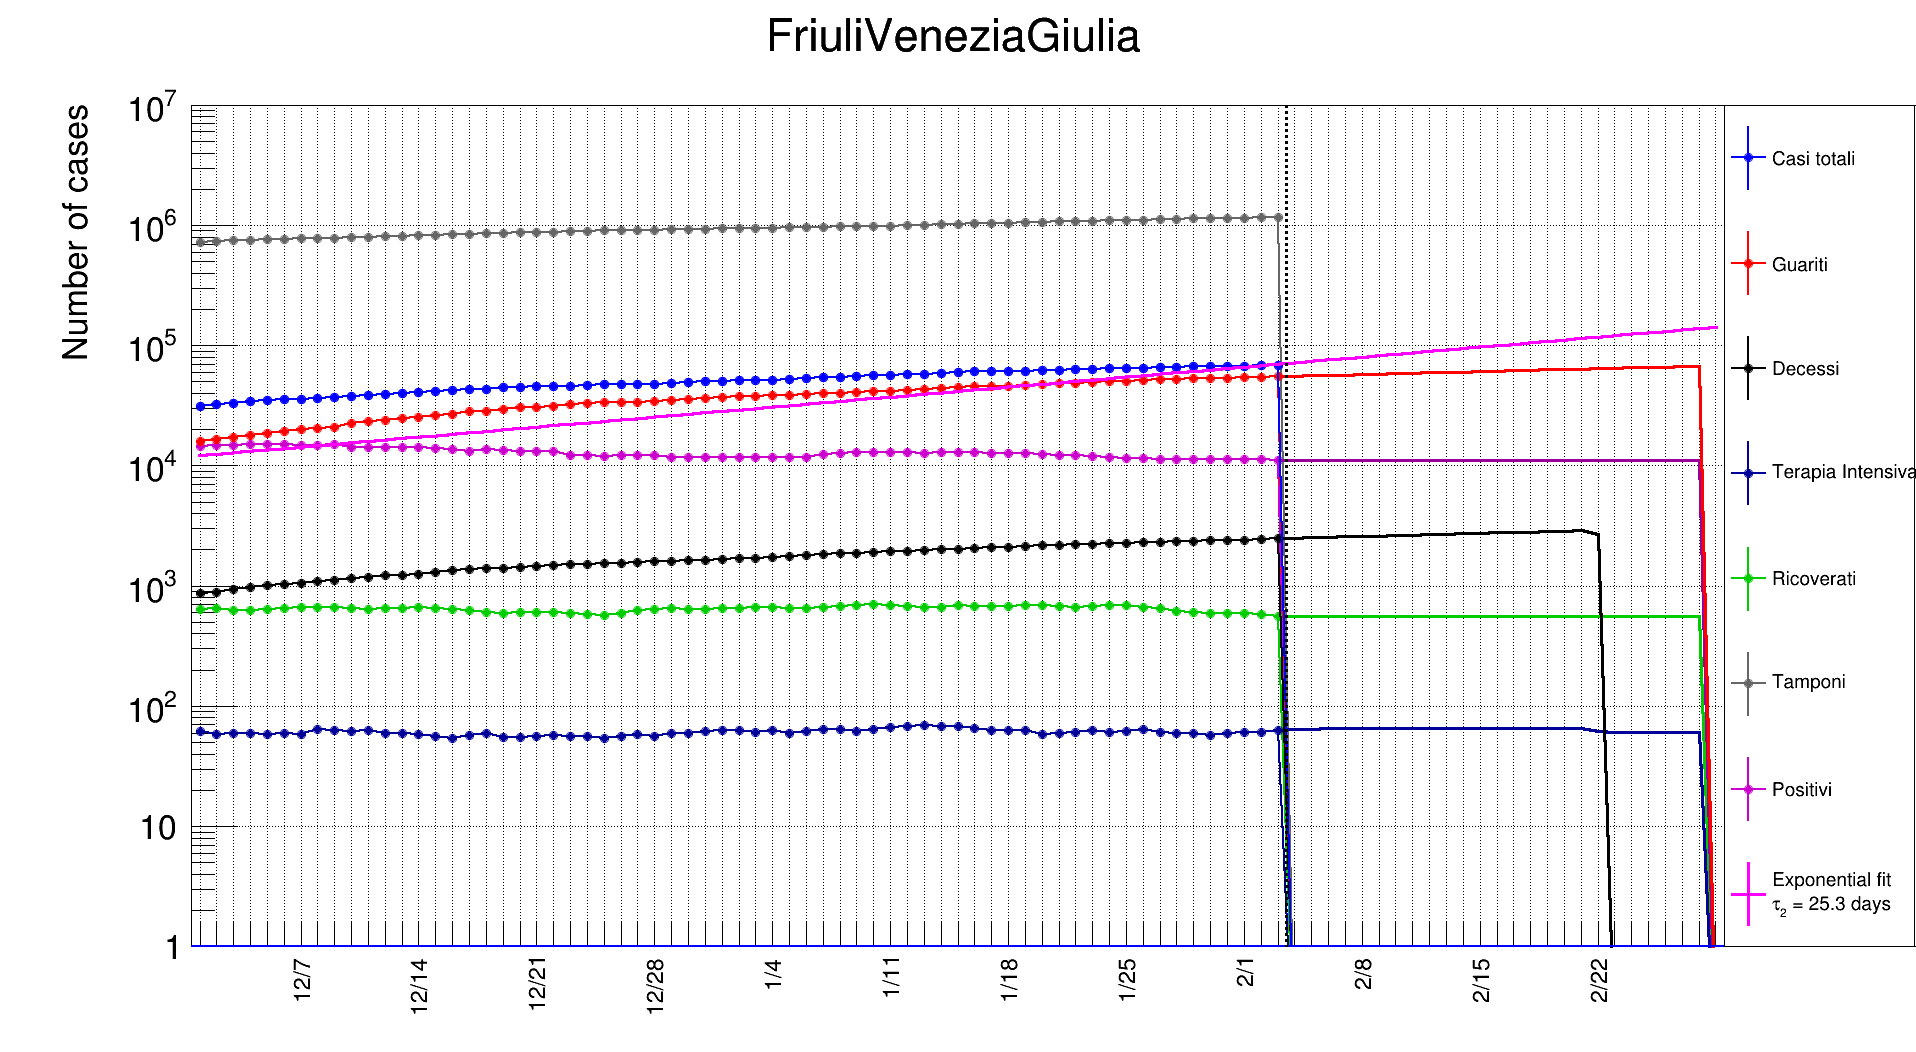 FriuliVeneziaGiulia
Number of cases
10^7
10^6
10^5
10^4
10^3
10^2
10
1
12/7
12/14
12/21
12/28
1/4
1/11
1/18
1/25
2/1
2/8
2/15
2/22
Casi totali
Guariti
Decessi
Terapia Intensiva
Ricoverati
Tamponi
Positivi
Exponential fit
τ_2 = 25.3 days